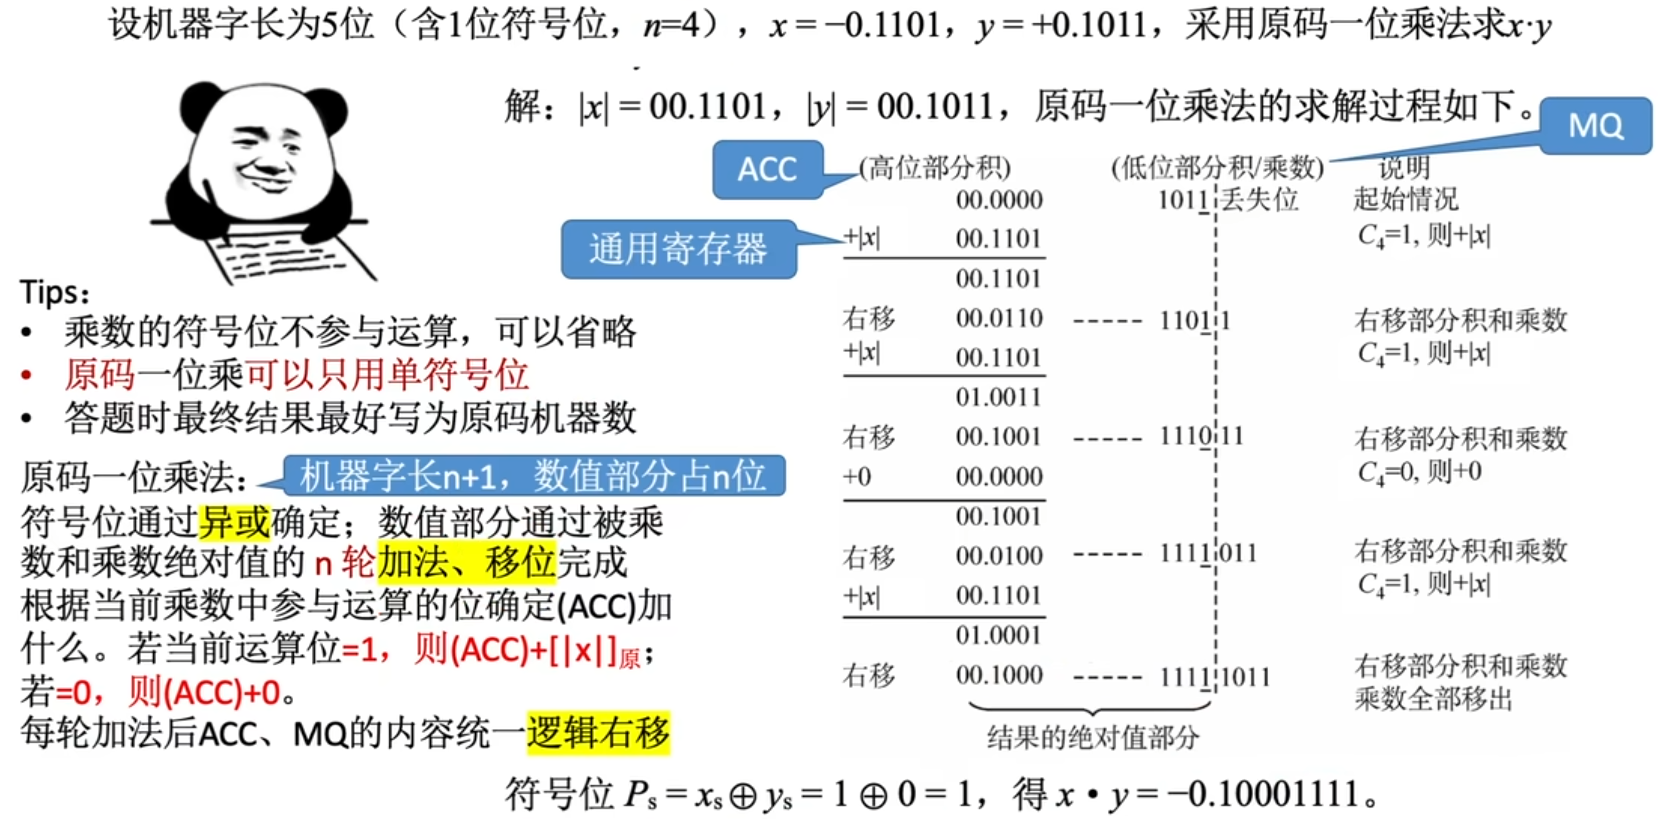 设机器字长为5位（含1位符号位，n=4），x = −0.1101，y = +0.1011，采用原码一位乘法求x·y
解：|x| = 00.1101，|y| = 00.1011，原码一位乘法的求解过程如下。
MQ
ACC
(高位部分积) (低位部分积/乘数) 说明
00.0000 1011 丢失位 起始情况
通用寄存器
+|x| 00.1101 C₄=1, 则+|x|
00.1101
右移 00.0110 ----- 1101 1 右移部分积和乘数
+|x| 00.1101 C₄=1, 则+|x|
01.0011
右移 00.1001 ----- 1110 11 右移部分积和乘数
+0 00.0000 C₄=0, 则+0
00.1001
右移 00.0100 ----- 1111 011 右移部分积和乘数
+|x| 00.1101 C₄=1, 则+|x|
01.0001
右移 00.1000 ----- 1111 1011 右移部分积和乘数
乘数全部移出
结果的绝对值部分
Tips：
• 乘数的符号位不参与运算，可以省略
• 原码一位乘可以只用单符号位
• 答题时最终结果最好写为原码机器数
原码一位乘法： 机器字长n+1，数值部分占n位
符号位通过异或确定；数值部分通过被乘
数和乘数绝对值的 n 轮加法、移位完成
根据当前乘数中参与运算的位确定(ACC)加
什么。若当前运算位=1，则(ACC)+[|x|]原；
若=0，则(ACC)+0。
每轮加法后ACC、MQ的内容统一逻辑右移
符号位 Pₛ = xₛ ⊕ yₛ = 1 ⊕ 0 = 1，得 x • y = −0.10001111。